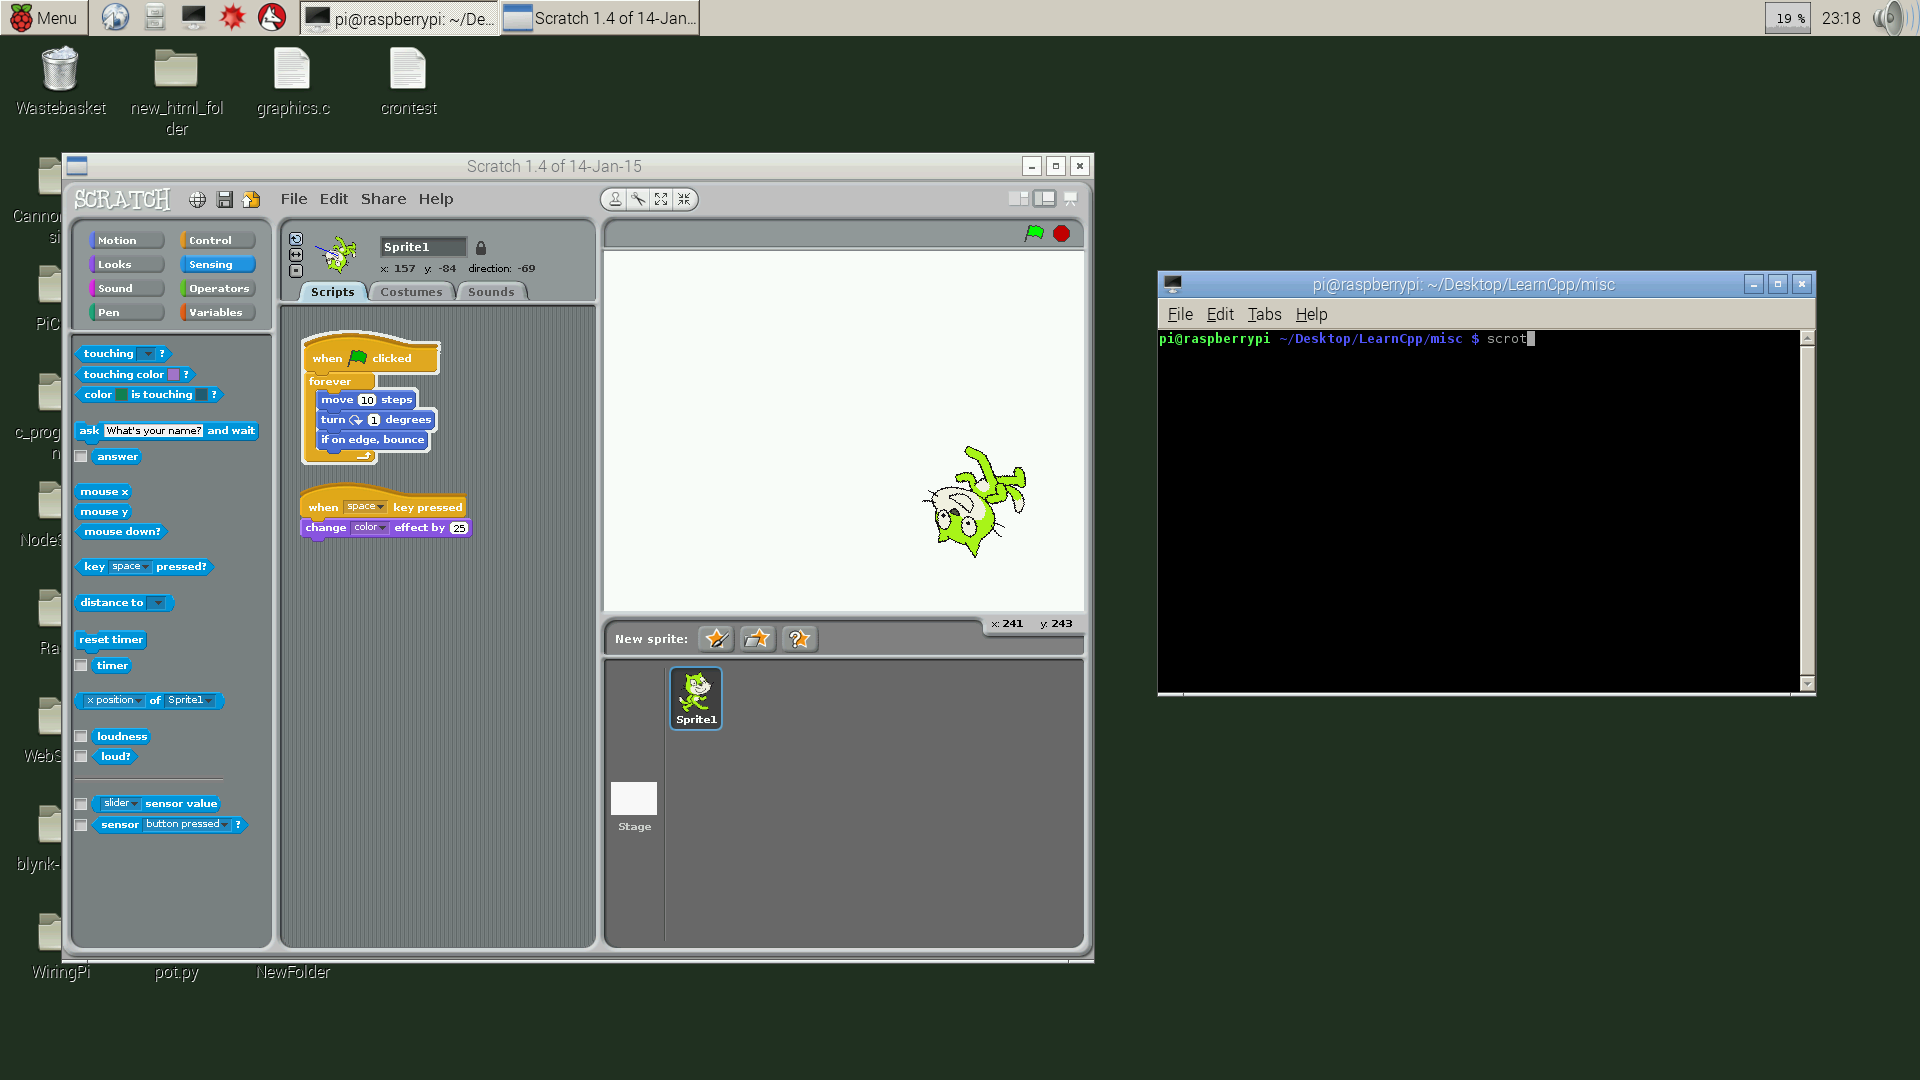 Menu
pi@raspberrypi: ~/De...
Scratch 1.4 of 14-Jan...
19 %
23:18
Wastebasket
new_html_fol
der
graphics.c
crontest
Canno
si
PiC
c_prog
n
NodeS
Ra
WebS
blynk-
WiringPi
pot.py
NewFolder
Scratch 1.4 of 14-Jan-15
SCRATCH
File Edit Share Help
Motion
Control
Looks
Sensing
Sound
Operators
Pen
Variables
touching ?
touching color ?
color is touching ?
ask What's your name? and wait
answer
mouse x
mouse y
mouse down?
key space pressed?
distance to
reset timer
timer
x position of Sprite1
loudness
loud?
slider sensor value
sensor button pressed ?
Sprite1
x: 157 y: -84 direction: -69
Scripts
Costumes
Sounds
when clicked
forever
move 10 steps
turn 1 degrees
if on edge, bounce
when space key pressed
change color effect by 25
x: 241 y: 243
New sprite:
Sprite1
Stage
pi@raspberrypi: ~/Desktop/LearnCpp/misc
File Edit Tabs Help
pi@raspberrypi ~/Desktop/LearnCpp/misc $ scrot